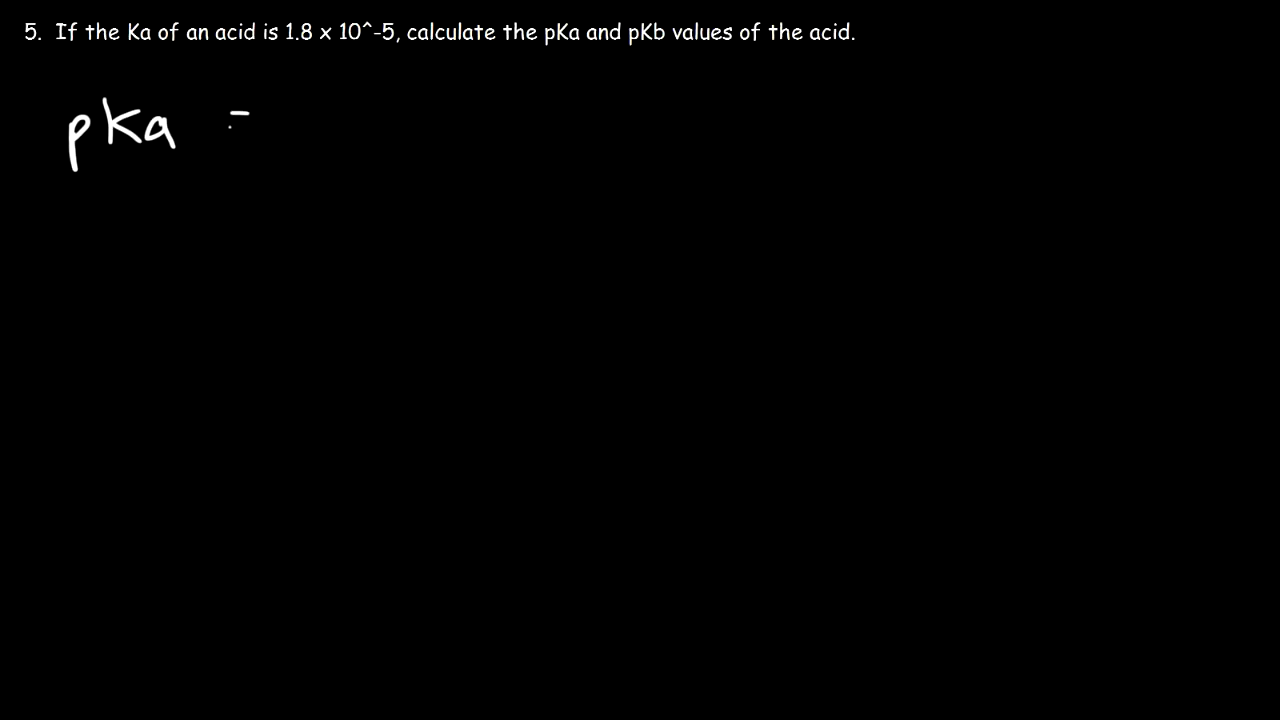 5. If the Ka of an acid is 1.8 x 10^-5, calculate the pKa and pKb values of the acid.
pKa =